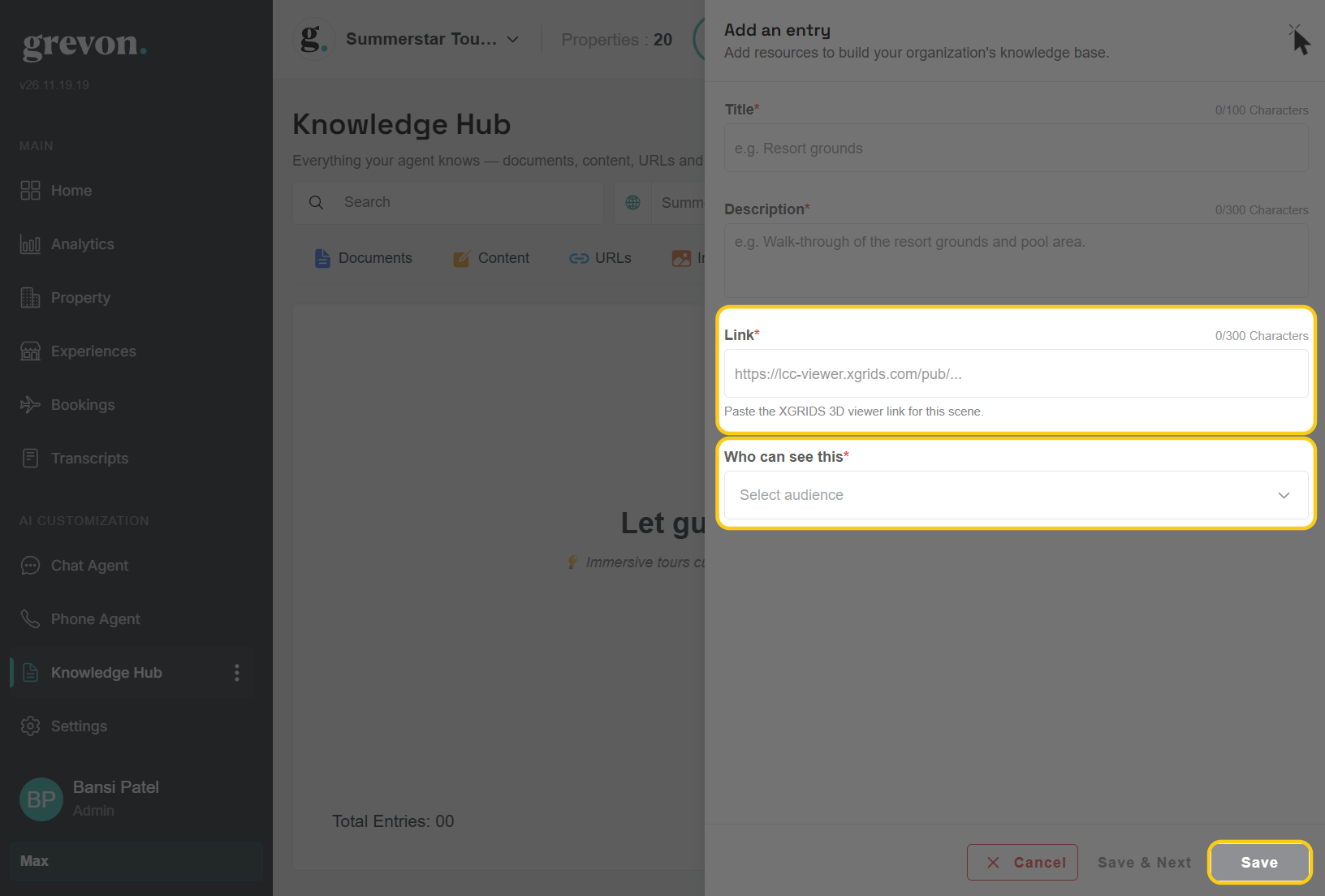 grevon.
v26.11.19.19
MAIN
Home
Analytics
Property
Experiences
Bookings
Transcripts
AI CUSTOMIZATION
Chat Agent
Phone Agent
Knowledge Hub
Settings
BP
Bansi Patel
Admin
Max
g.
Summerstar Tou...
Properties : 20
Knowledge Hub
Everything your agent knows — documents, content, URLs and
Search
Summ
Documents
Content
URLs
Let gu
Immersive tours
Total Entries: 00
Add an entry
Add resources to build your organization's knowledge base.
Title*
0/100 Characters
e.g. Resort grounds
Description*
0/300 Characters
e.g. Walk-through of the resort grounds and pool area.
Link*
0/300 Characters
https://lcc-viewer.xgrids.com/pub/...
Paste the XGRIDS 3D viewer link for this scene.
Who can see this*
Select audience
Cancel
Save & Next
Save